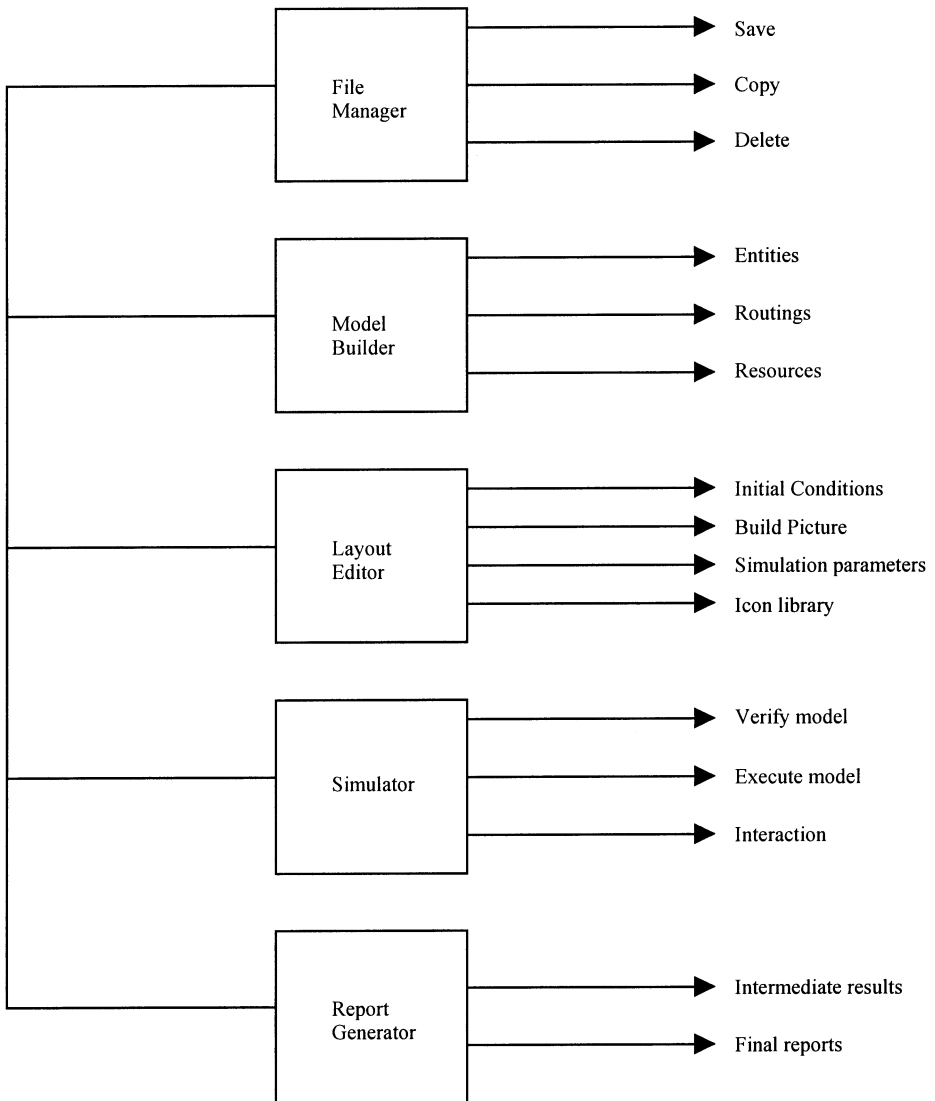 File
Manager
Save
Copy
Delete
Model
Builder
Entities
Routings
Resources
Layout
Editor
Initial Conditions
Build Picture
Simulation parameters
Icon library
Simulator
Verify model
Execute model
Interaction
Report
Generator
Intermediate results
Final reports